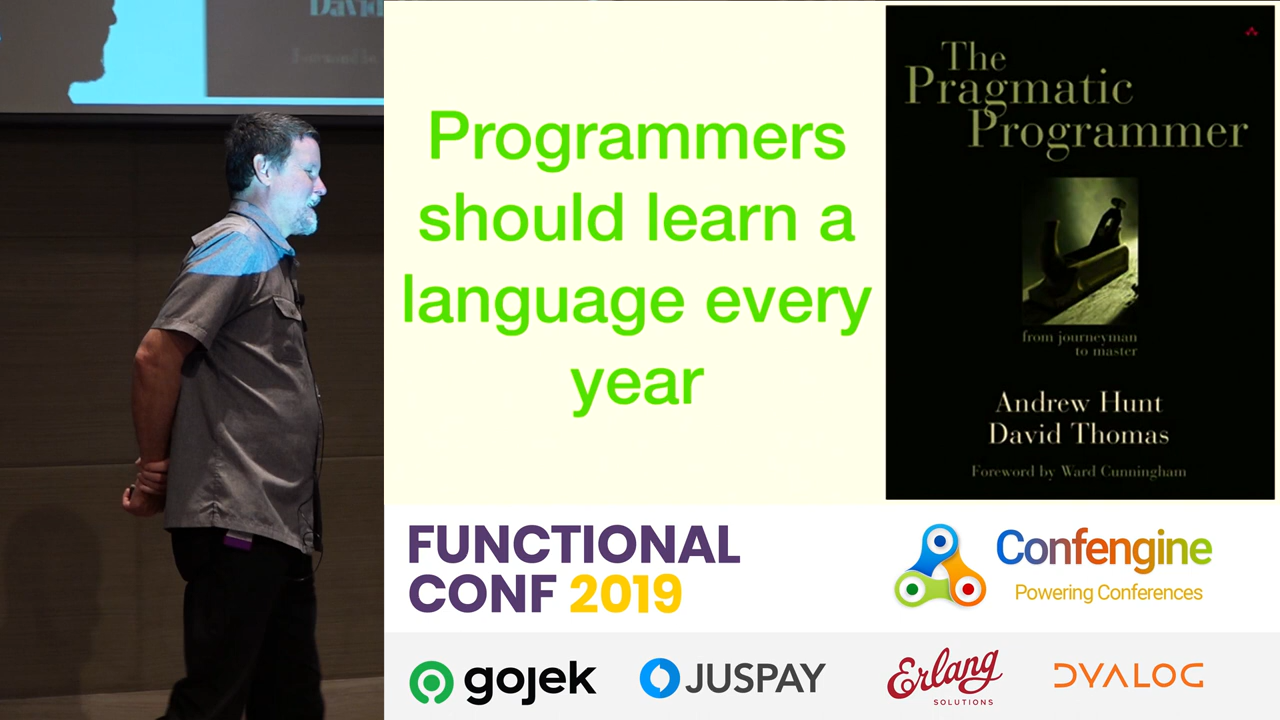 David
Programmers
should learn a
language every
year
The
Pragmatic
Programmer
from journeyman
to master
Andrew Hunt
David Thomas
Foreword by Ward Cunningham
FUNCTIONAL
CONF 2019
Confengine
Powering Conferences
gojek
JUSPAY
Erlang
SOLUTIONS
DYALOG